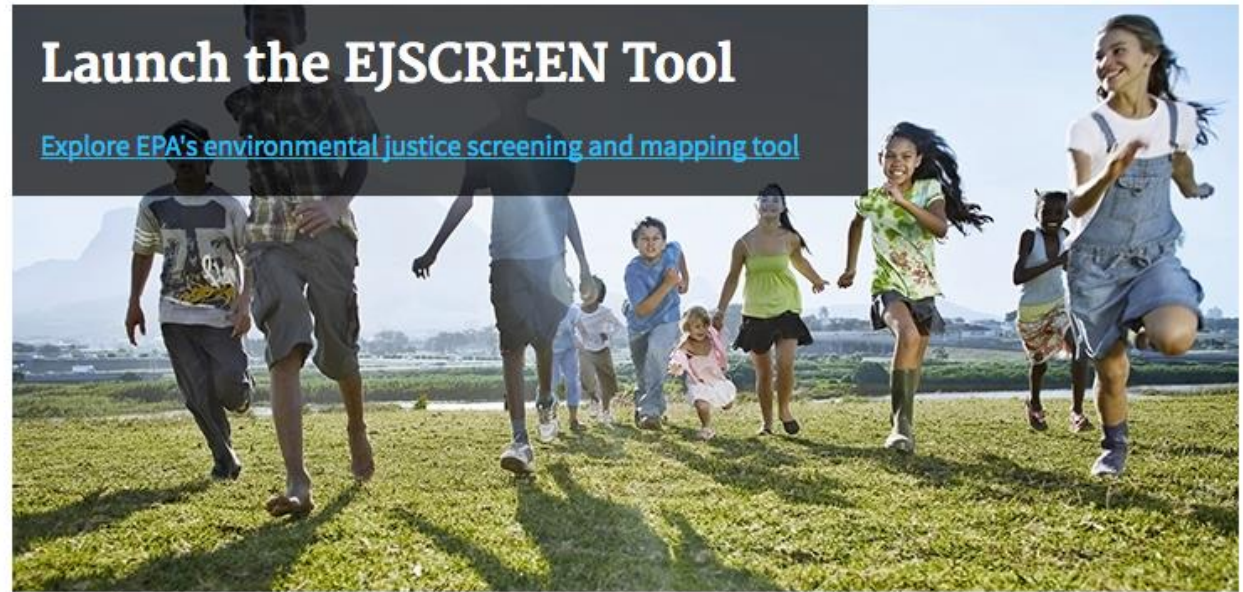 Launch the EJSCREEN Tool
Explore EPA's environmental justice screening and mapping tool